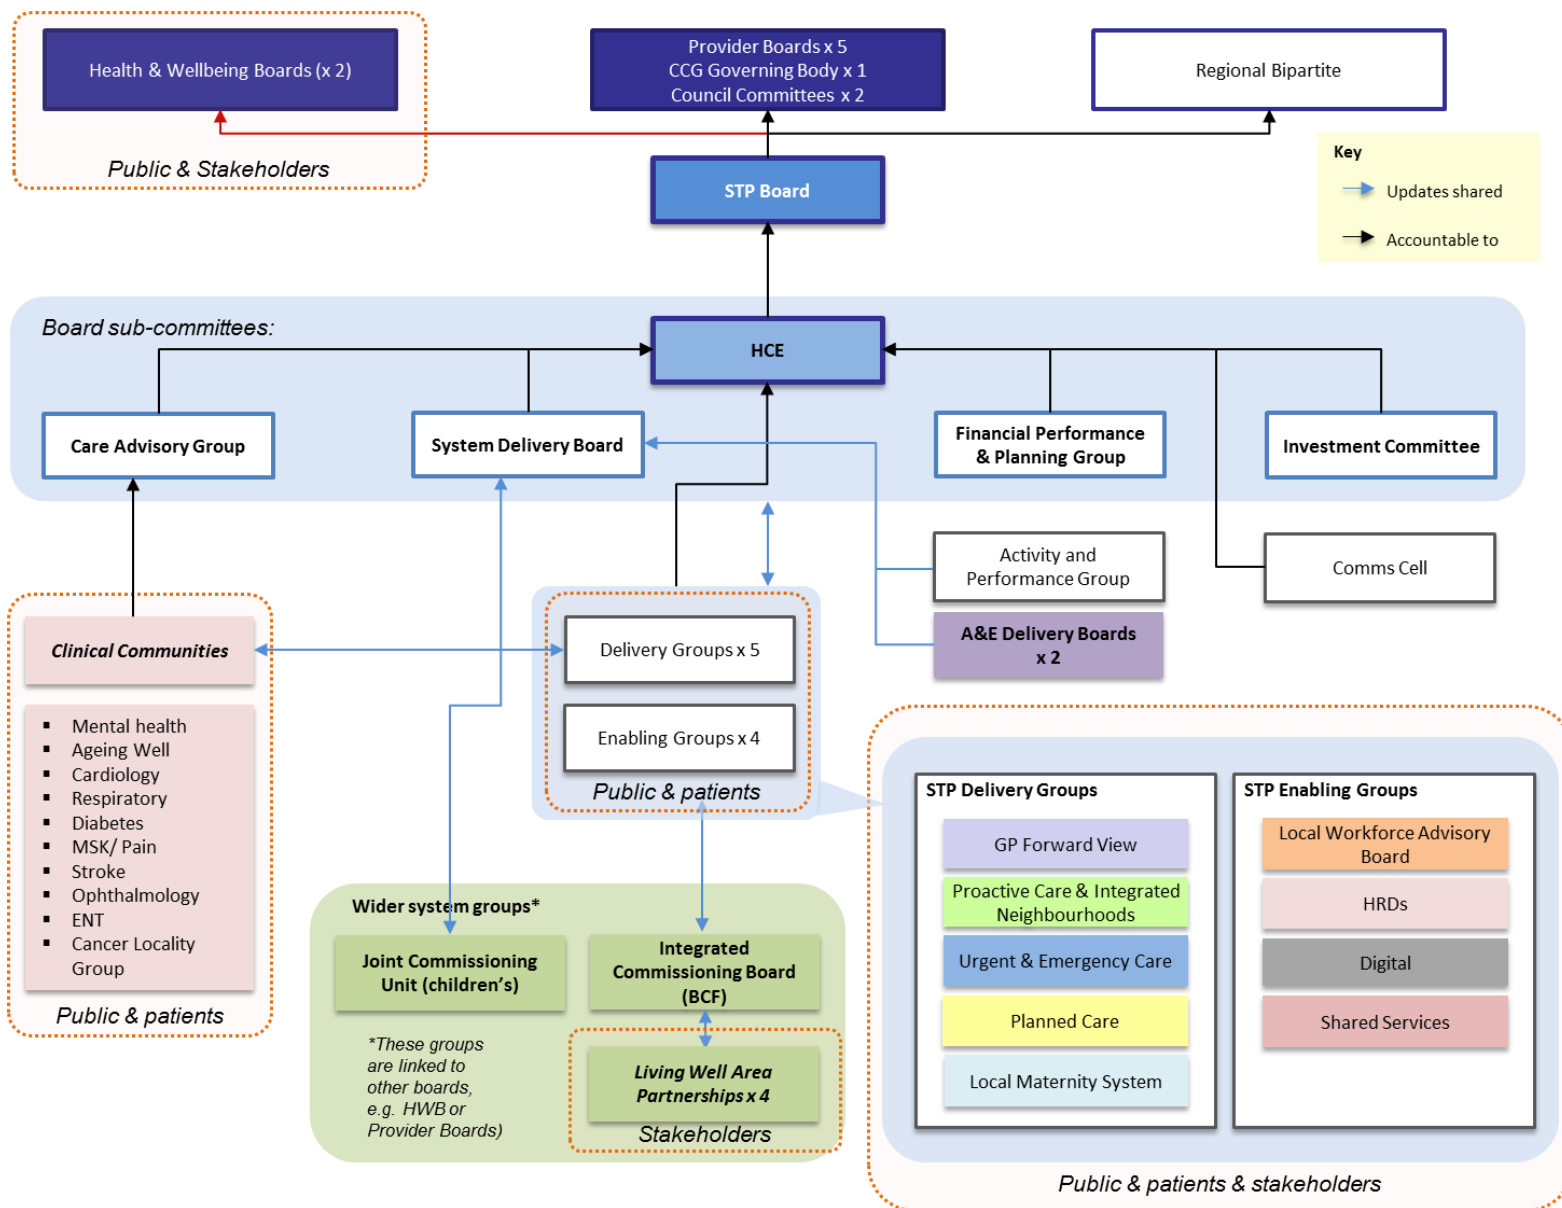 Health & Wellbeing Boards (x 2)
Public & Stakeholders
Provider Boards x 5
CCG Governing Body x 1
Council Committees x 2
Regional Bipartite
STP Board
Key
Updates shared
Accountable to
Board sub-committees:
HCE
Care Advisory Group
System Delivery Board
Financial Performance
& Planning Group
Investment Committee
Activity and
Performance Group
Comms Cell
A&E Delivery Boards
x 2
Clinical Communities
Mental health
Ageing Well
Cardiology
Respiratory
Diabetes
MSK/ Pain
Stroke
Ophthalmology
ENT
Cancer Locality
Group
Public & patients
Delivery Groups x 5
Enabling Groups x 4
Public & patients
Wider system groups*
Joint Commissioning
Unit (children's)
Integrated
Commissioning Board
(BCF)
*These groups
are linked to
other boards,
e.g. HWB or
Provider Boards)
Living Well Area
Partnerships x 4
Stakeholders
STP Delivery Groups
GP Forward View
Proactive Care & Integrated
Neighbourhoods
Urgent & Emergency Care
Planned Care
Local Maternity System
STP Enabling Groups
Local Workforce Advisory
Board
HRDs
Digital
Shared Services
Public & patients & stakeholders